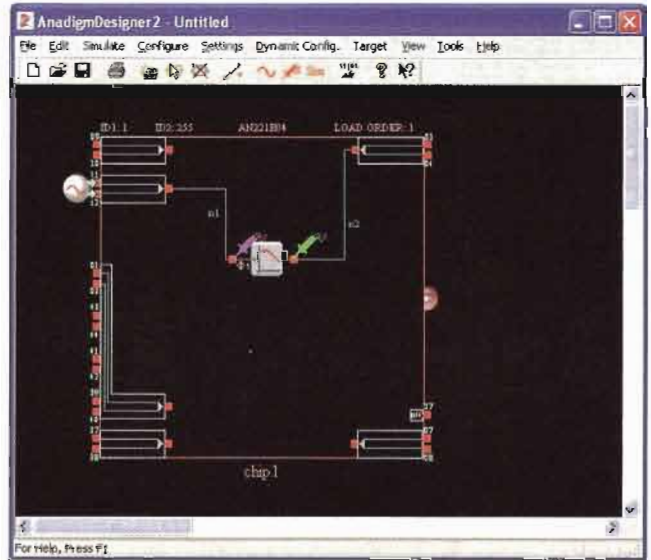 AnadigmDesigner2 - Untitled
File Edit Simulate Configure Settings Dynamic Config. Target View Tools Help
ID1: 1 ID2: 255 AN221E04 LOAD ORDER: 1
n1
n2
chip1
For Help, Press F1